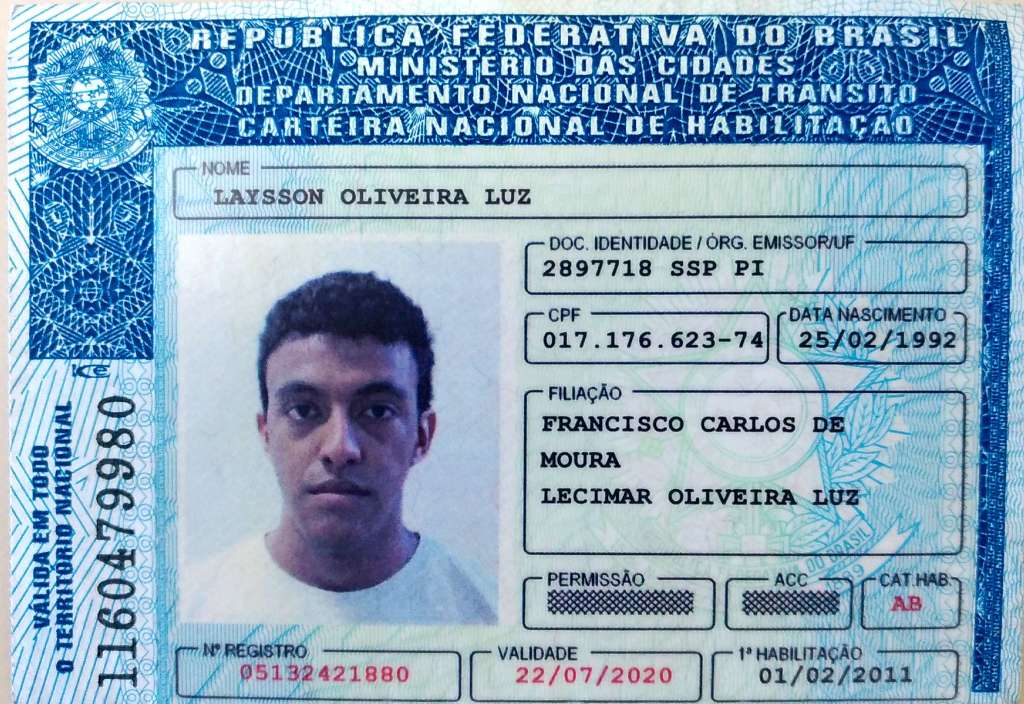 REPÚBLICA FEDERATIVA DO BRASIL
MINISTÉRIO DAS CIDADES
DEPARTAMENTO NACIONAL DE TRÂNSITO
CARTEIRA NACIONAL DE HABILITAÇÃO
NOME
LAYSSON OLIVEIRA LUZ
DOC. IDENTIDADE / ÓRG. EMISSOR/UF
2897718 SSP PI
CPF
017.176.623-74
DATA NASCIMENTO
25/02/1992
FILIAÇÃO
FRANCISCO CARLOS DE
MOURA
LECIMAR OLIVEIRA LUZ
PERMISSÃO
ACC
CAT.HAB.
AB
Nº REGISTRO
05132421880
VALIDADE
22/07/2020
1ª HABILITAÇÃO
01/02/2011
VÁLIDA EM TODO
O TERRITÓRIO NACIONAL
1160479980
DO BRASIL